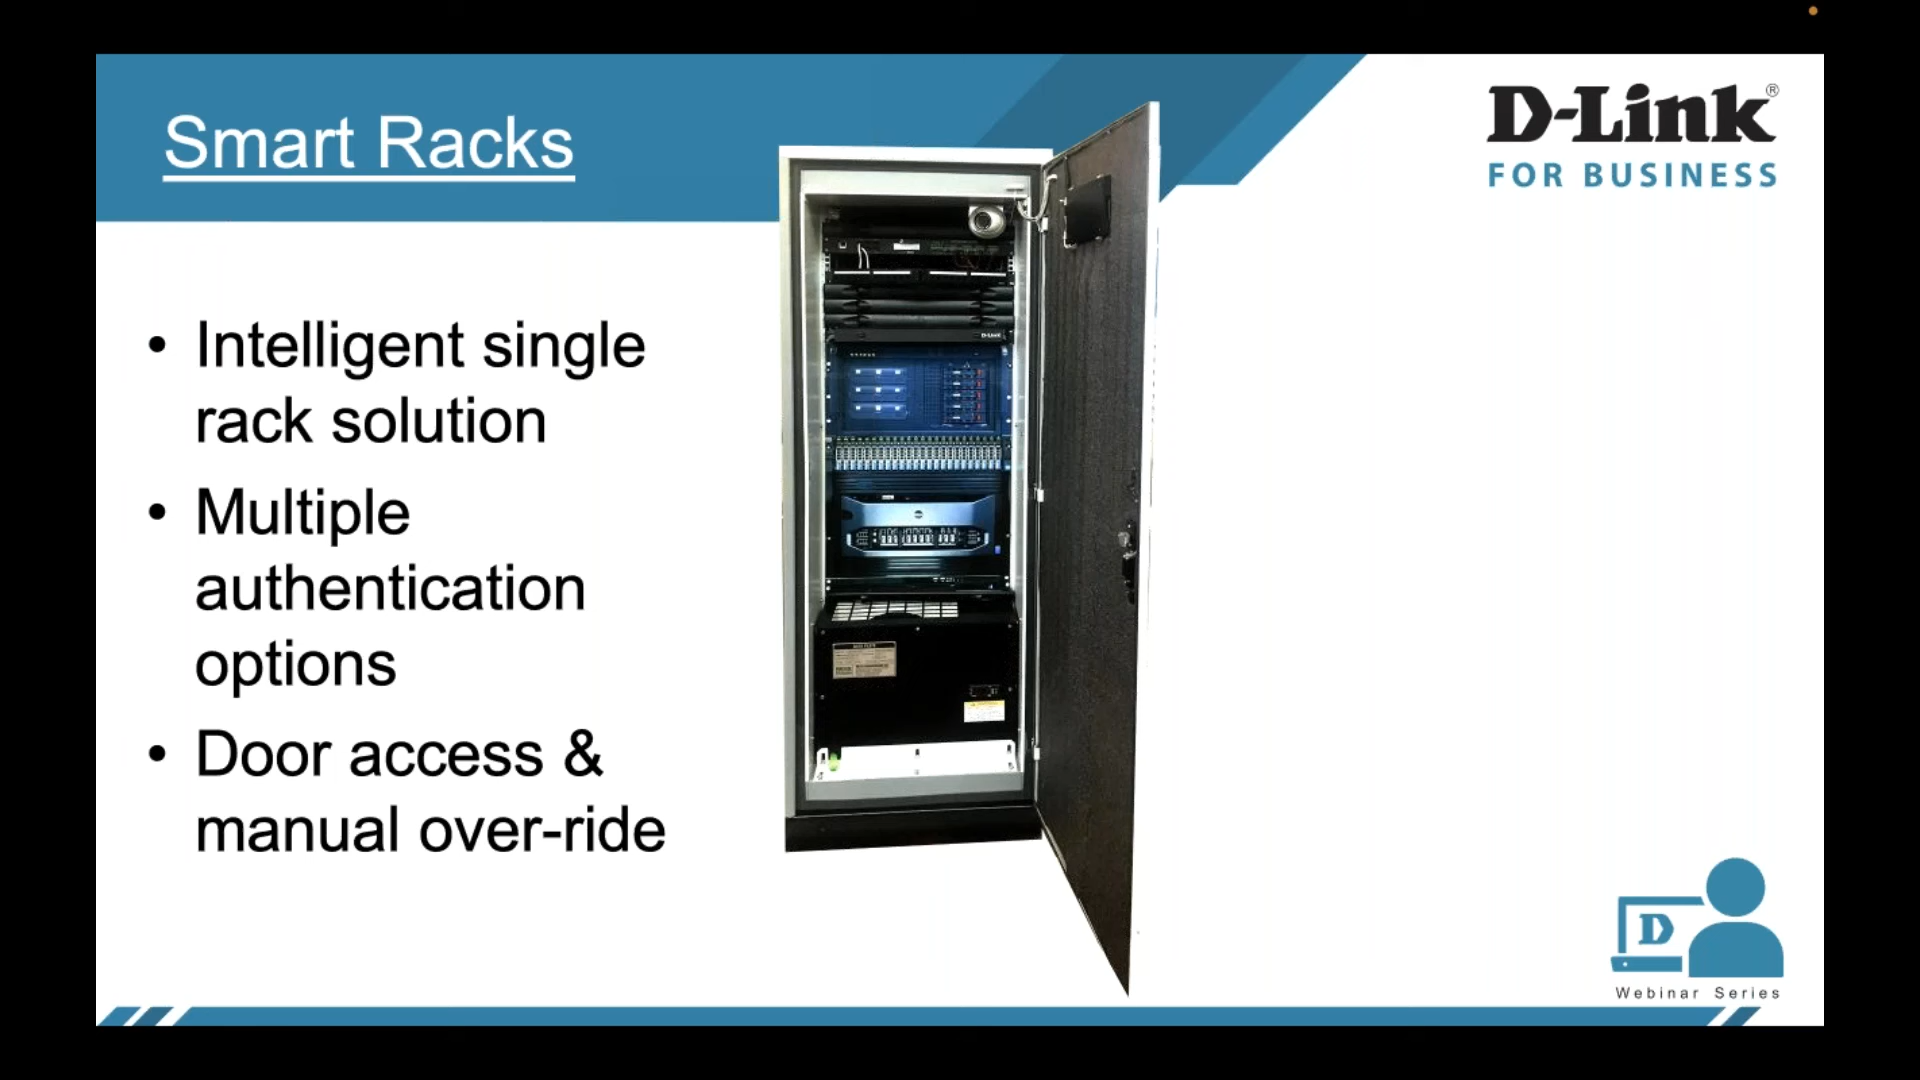 Smart Racks
D-Link®
FOR BUSINESS
• Intelligent single
rack solution
• Multiple
authentication
options
• Door access &
manual over-ride
D-Link
D
Webinar Series